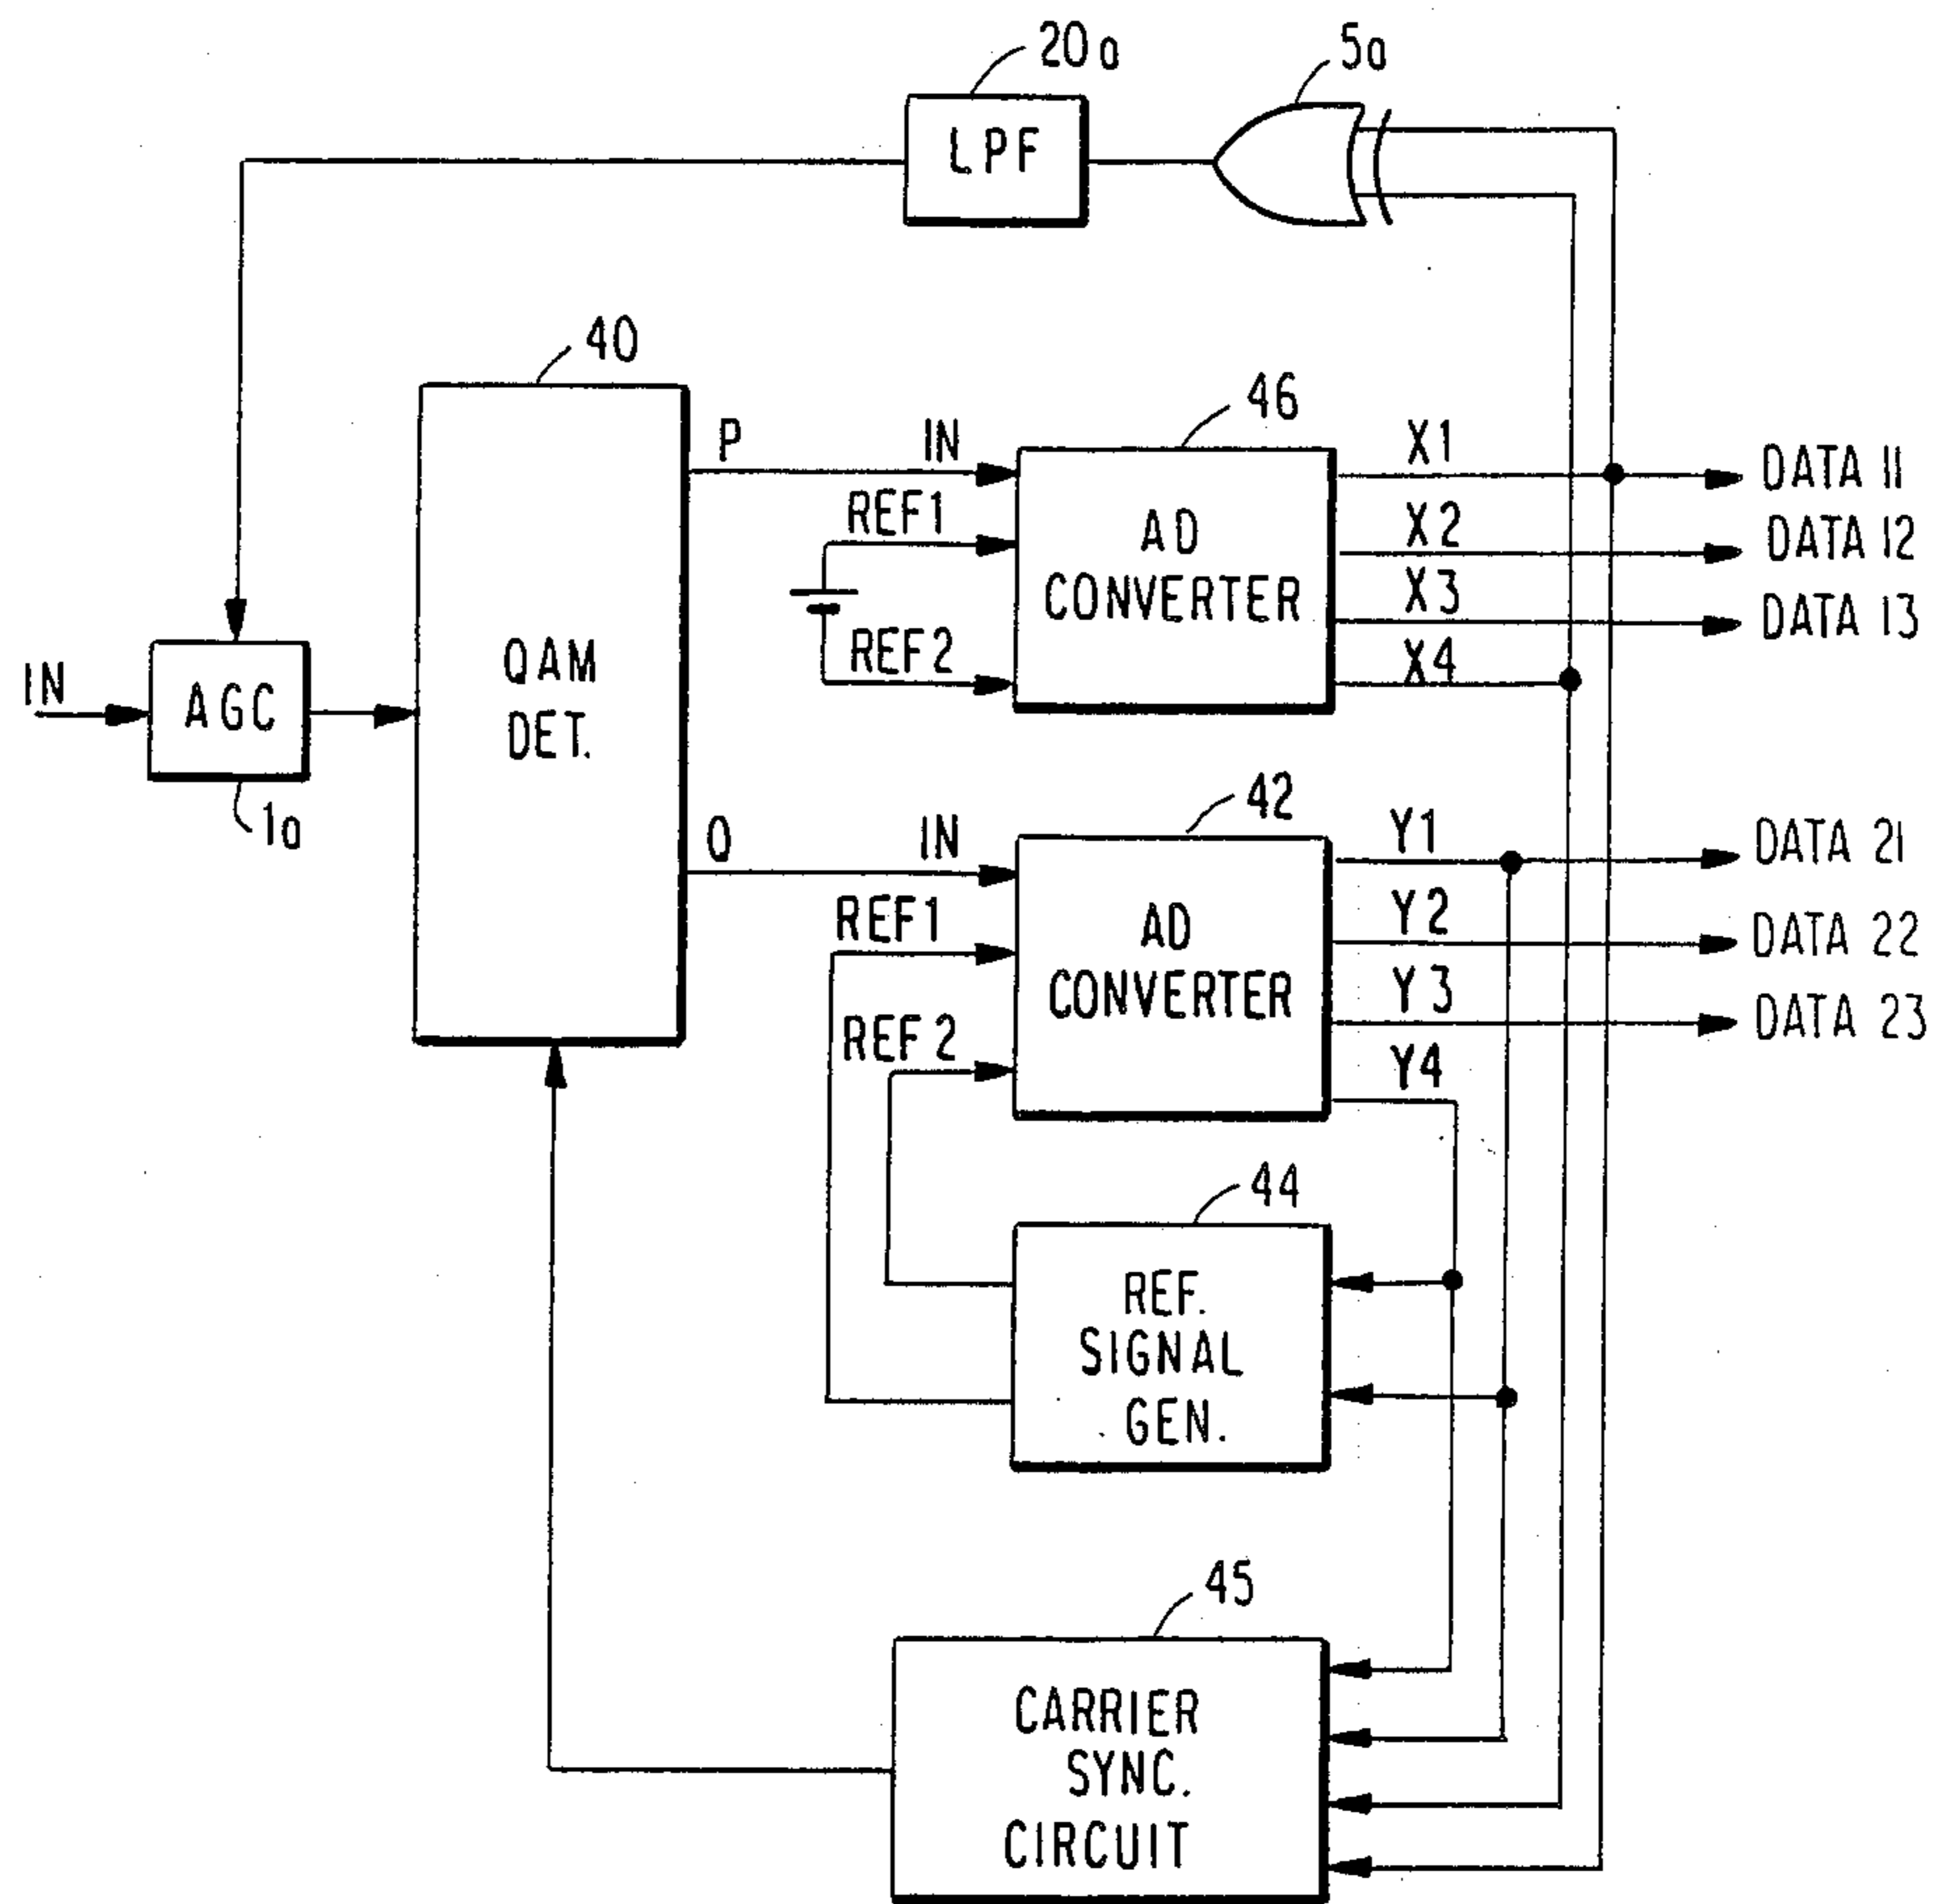 20a
5a
LPF
40
46
P
IN
X1
DATA 11
REF1
AD
CONVERTER
X2
DATA 12
X3
DATA 13
REF2
X4
QAM
DET.
IN
AGC
1a
42
Q
IN
Y1
DATA 21
REF1
AD
CONVERTER
Y2
DATA 22
Y3
DATA 23
REF2
Y4
44
REF.
SIGNAL
GEN.
45
CARRIER
SYNC.
CIRCUIT